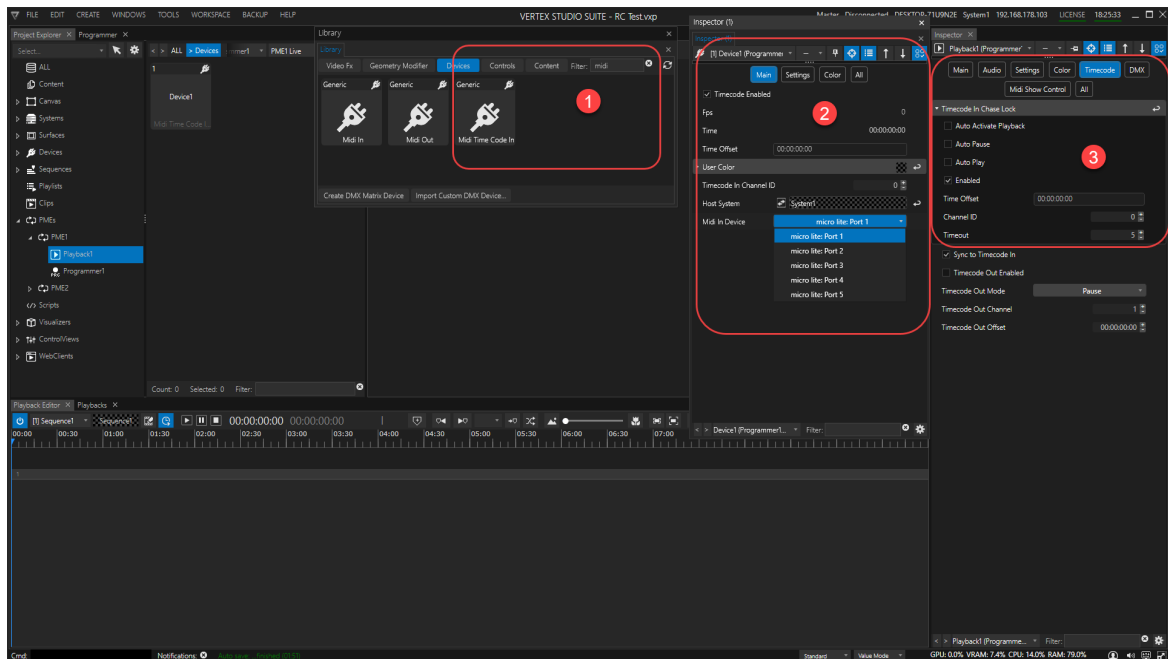 FILE EDIT CREATE WINDOWS TOOLS WORKSPACE BACKUP HELP
VERTEX STUDIO SUITE - RC Test.vxp
Master Disconnected DESKTOP-71U9N2E System1 192.168.178.103 LICENSE 18:25:33
Project Explorer × Programmer ×
Select...
ALL
Content
Canvas
Systems
Surfaces
Devices
Sequences
Playlists
Clips
PMEs
PME1
Playback1
Programmer1
PME2
Scripts
Visualizers
ControlViews
WebClients
< > ALL > Devices mmer1 PME1 Live
1
Device1
Midi Time Code I...
Count: 0 Selected: 0 Filter:
Library
Library
Video Fx Geometry Modifier Devices Controls Content Filter: midi
Generic Generic Generic
Midi In Midi Out Midi Time Code In
1
Create DMX Matrix Device Import Custom DMX Device...
Inspector (1)
Inspector (1)
[1] Device1 (Programmer
Main Settings Color All
Timecode Enabled
2
Fps 0
Time 00:00:00:00
Time Offset 00:00:00:00
User Color
Timecode In Channel ID 0
Host System System1
Midi In Device micro lite: Port 1
micro lite: Port 1
micro lite: Port 2
micro lite: Port 3
micro lite: Port 4
micro lite: Port 5
< > Device1 (Programmer1... Filter:
Inspector ×
Playback1 (Programmer
Main Audio Settings Color Timecode DMX
Midi Show Control All
Timecode In Chase Lock
Auto Activate Playback
Auto Pause
3
Auto Play
Enabled
Time Offset 00:00:00:00
Channel ID 0
Timeout 5
Sync to Timecode In
Timecode Out Enabled
Timecode Out Mode Pause
Timecode Out Channel 1
Timecode Out Offset 00:00:00:00
< > Playback1 (Programme... Filter:
Playback Editor × Playbacks ×
[1] Sequence1 Sequence1 00:00:00:00 00:00:00:00
00:00 00:30 01:00 01:30 02:00 02:30 03:00 03:30 04:00 04:30 05:00 05:30 06:00 06:30 07:00
1
Cmd: Notifications: Auto save: finished (01:51)
Standard Value Mode GPU: 0.0% VRAM: 7.4% CPU: 14.0% RAM: 79.0%